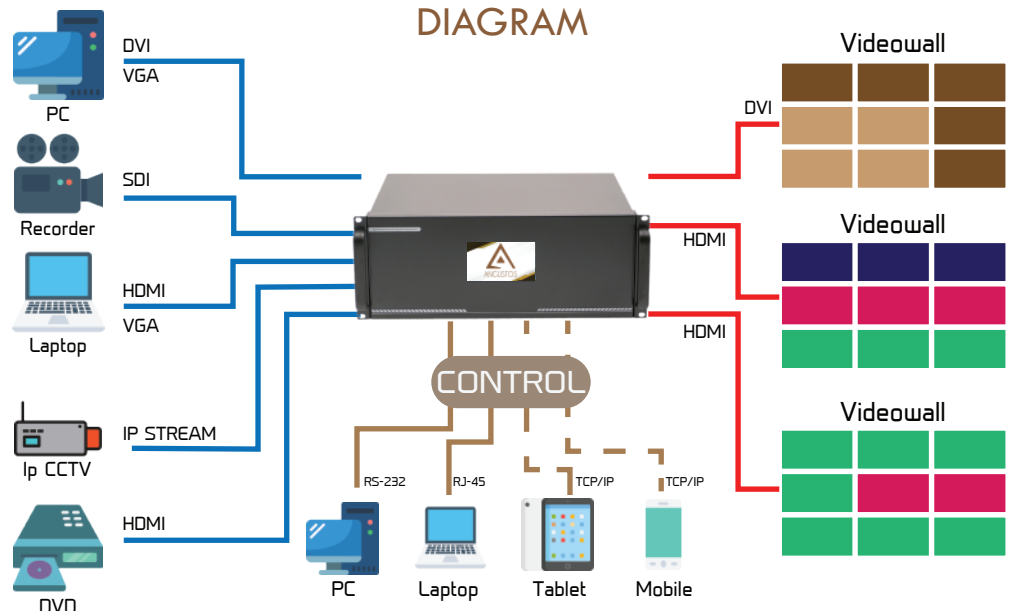 DIAGRAM
DVI
VGA
PC
SDI
Recorder
HDMI
VGA
Laptop
IP STREAM
Ip CCTV
HDMI
DVD
ANGUSTOS
CONTROL
RS-232
RJ-45
TCP/IP
TCP/IP
PC
Laptop
Tablet
Mobile
Videowall
DVI
Videowall
HDMI
HDMI
Videowall